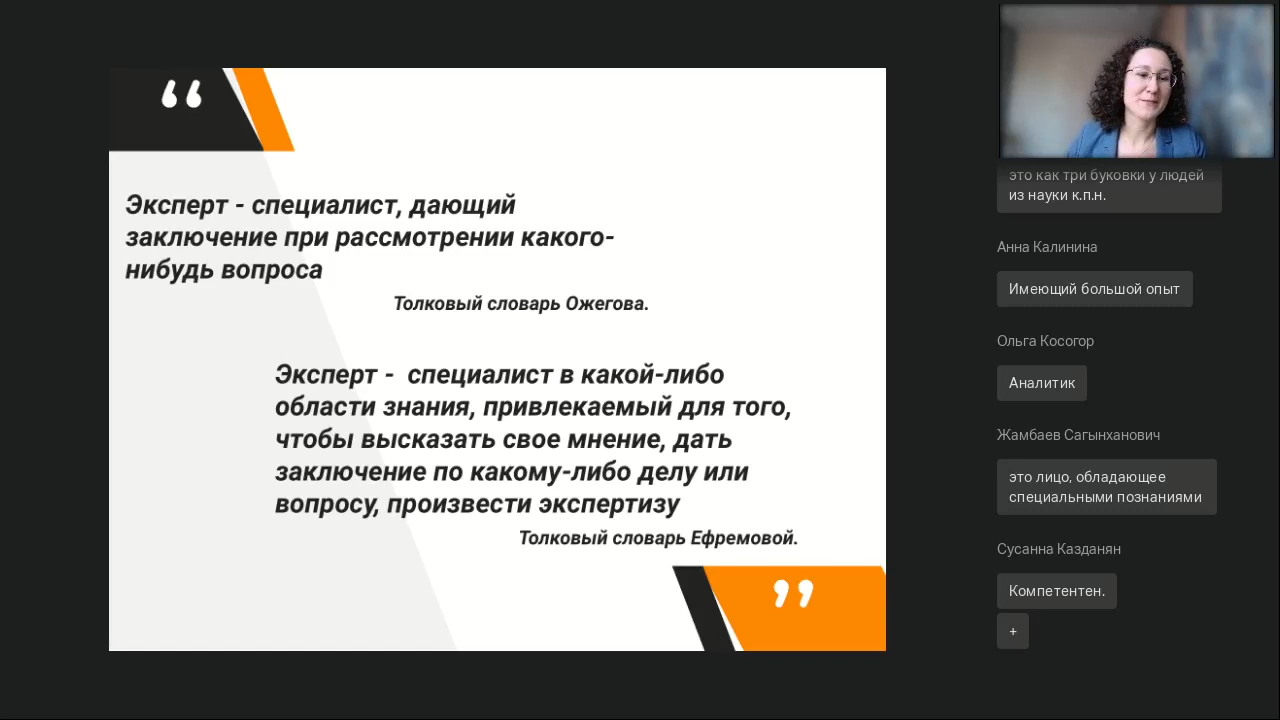 “
Эксперт - специалист, дающий
заключение при рассмотрении какого-
нибудь вопроса
Толковый словарь Ожегова.
Эксперт - специалист в какой-либо
области знания, привлекаемый для того,
чтобы высказать свое мнение, дать
заключение по какому-либо делу или
вопросу, произвести экспертизу
Толковый словарь Ефремовой.
”
это как три буковки у людей
из науки к.п.н.
Анна Калинина
Имеющий большой опыт
Ольга Косогор
Аналитик
Жамбаев Сагынханович
это лицо, обладающее
специальными познаниями
Сусанна Казданян
Компетентен.
+